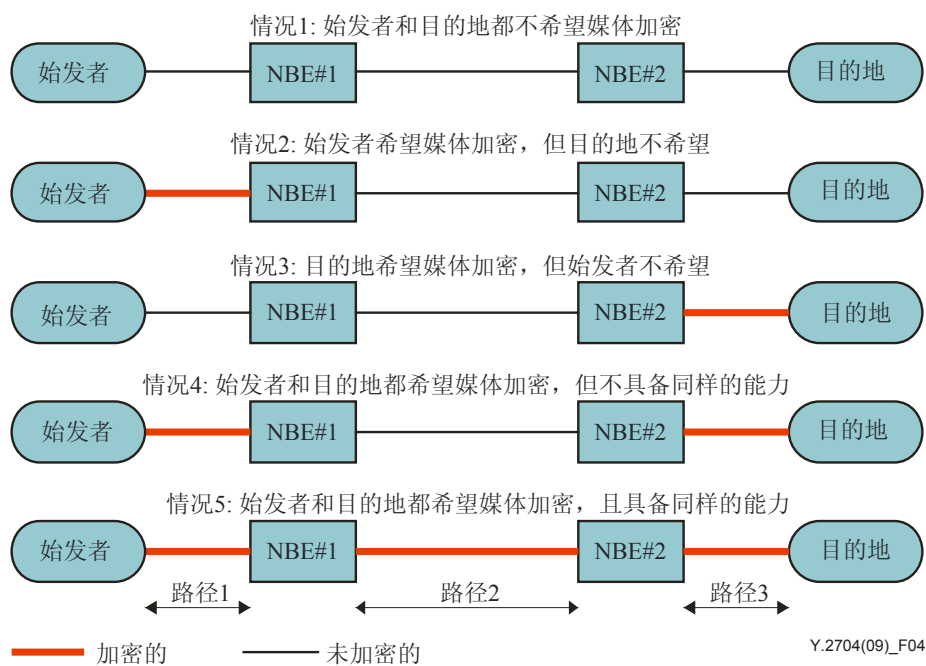 情况1: 始发者和目的地都不希望媒体加密
始发者 NBE#1 NBE#2 目的地
情况2: 始发者希望媒体加密，但目的地不希望
始发者 NBE#1 NBE#2 目的地
情况3: 目的地希望媒体加密，但始发者不希望
始发者 NBE#1 NBE#2 目的地
情况4: 始发者和目的地都希望媒体加密，但不具备同样的能力
始发者 NBE#1 NBE#2 目的地
情况5: 始发者和目的地都希望媒体加密，且具备同样的能力
始发者 NBE#1 NBE#2 目的地
路径1 路径2 路径3
加密的 未加密的 Y.2704(09)_F04